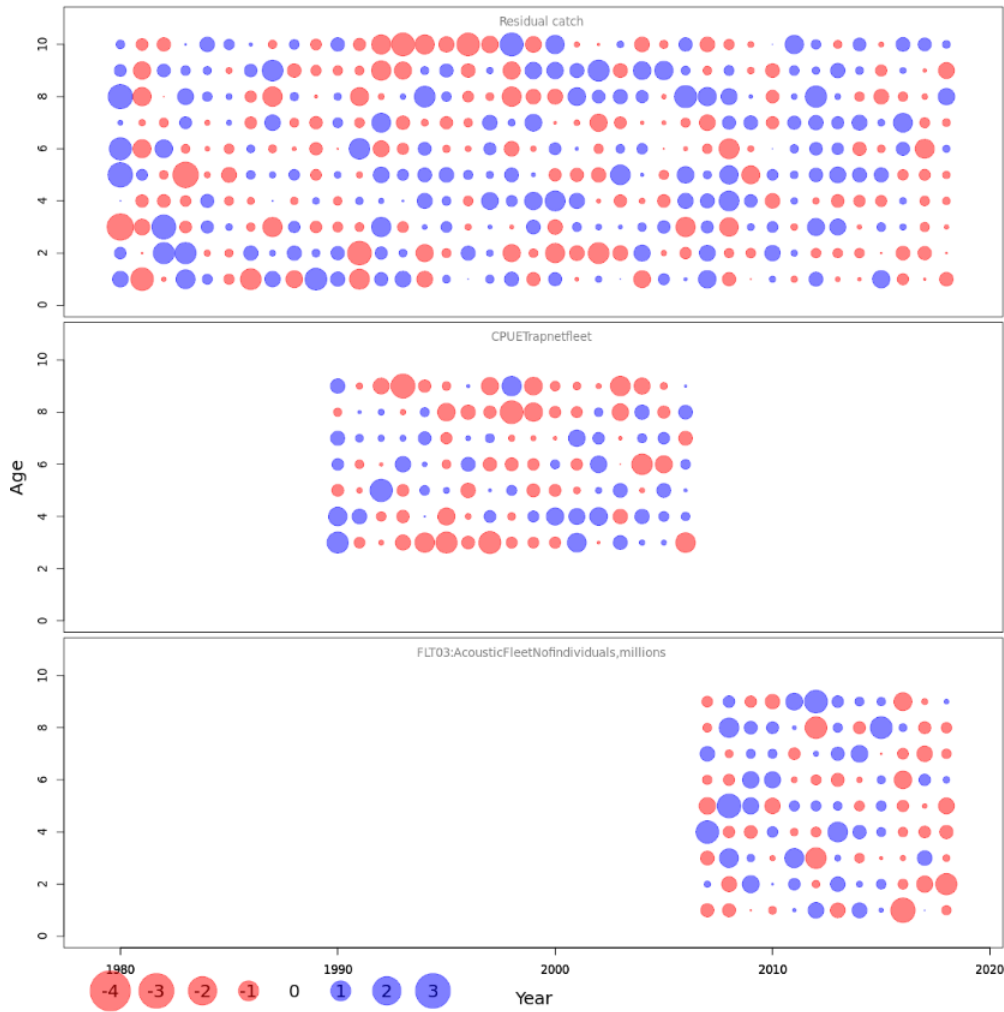 Residual catch
10
8
6
4
2
0
CPUETrapnetfleet
10
8
6
4
2
0
Age
FLT03:AcousticFleetNofindividuals,millions
10
8
6
4
2
0
1980 1990 2000 2010 2020
-4 -3 -2 -1 0 1 2 3
Year